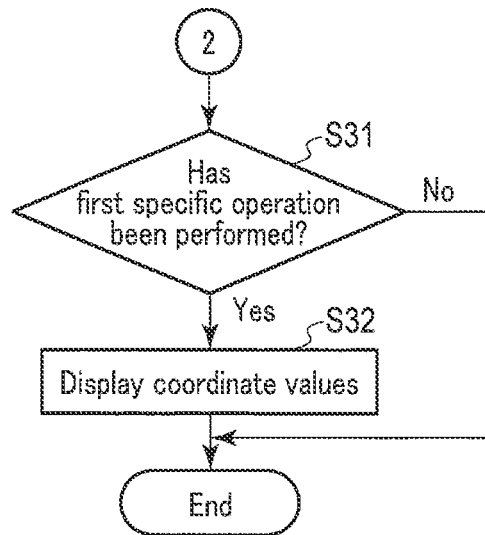 2
S31
Has
first specific operation
been performed?
No
Yes
S32
Display coordinate values
End